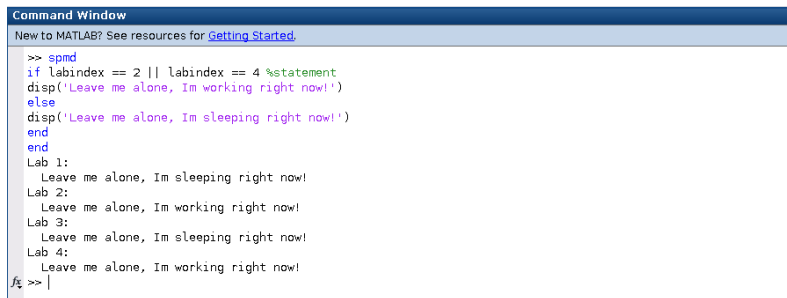 Command Window
New to MATLAB? See resources for Getting Started.
>> spmd
if labindex == 2 || labindex == 4 %statement
disp('Leave me alone, Im working right now!')
else
disp('Leave me alone, Im sleeping right now!')
end
end
Lab 1:
  Leave me alone, Im sleeping right now!
Lab 2:
  Leave me alone, Im working right now!
Lab 3:
  Leave me alone, Im sleeping right now!
Lab 4:
  Leave me alone, Im working right now!
fx >>